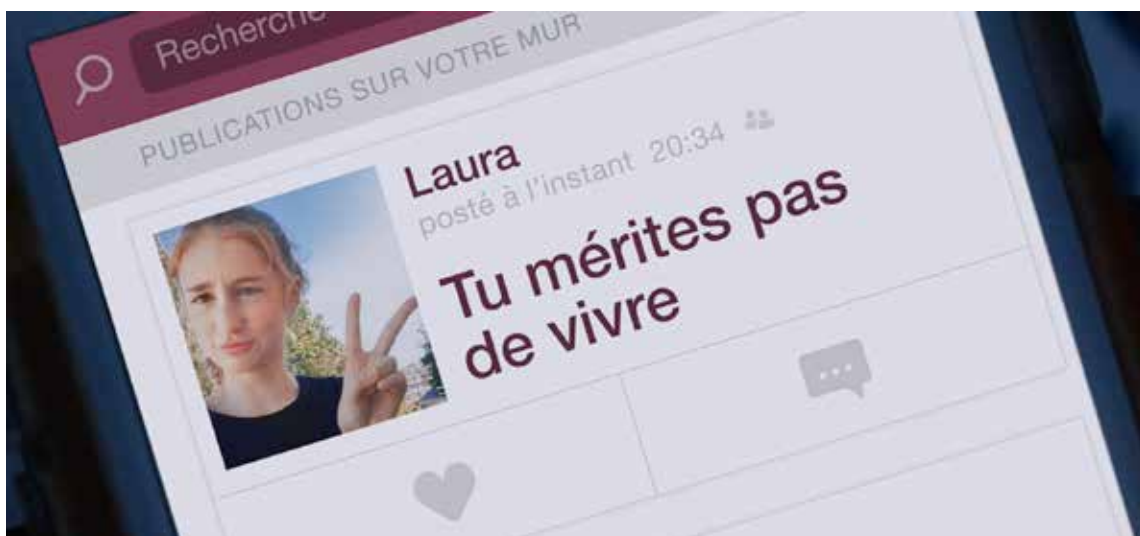 Recherche
PUBLICATIONS SUR VOTRE MUR
Laura
posté à l'instant 20:34
Tu mérites pas
de vivre